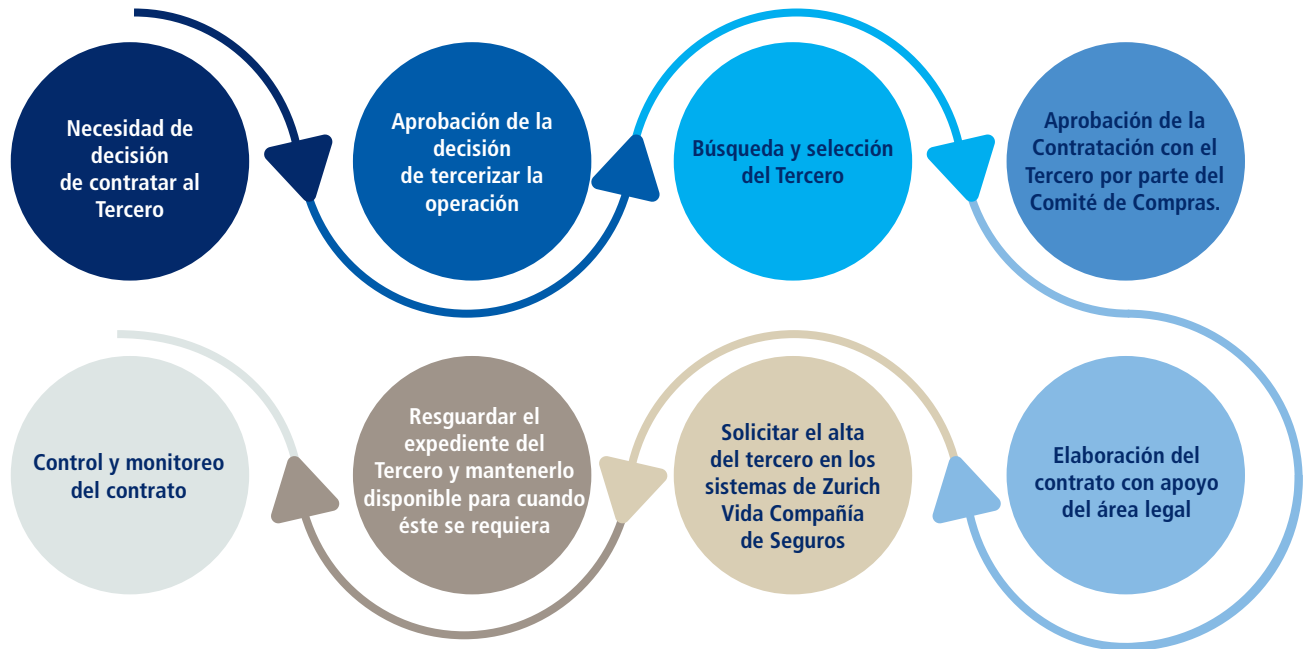 Necesidad de
decisión
de contratar al
Tercero
Aprobación de la
decisión
de tercerizar la
operación
Búsqueda y selección
del Tercero
Aprobación de la
Contratación con el
Tercero por parte del
Comité de Compras.
Elaboración del
contrato con apoyo
del área legal
Solicitar el alta
del tercero en los
sistemas de Zurich
Vida Compañía
de Seguros
Resguardar el
expediente del
Tercero y mantenerlo
disponible para cuando
éste se requiera
Control y monitoreo
del contrato